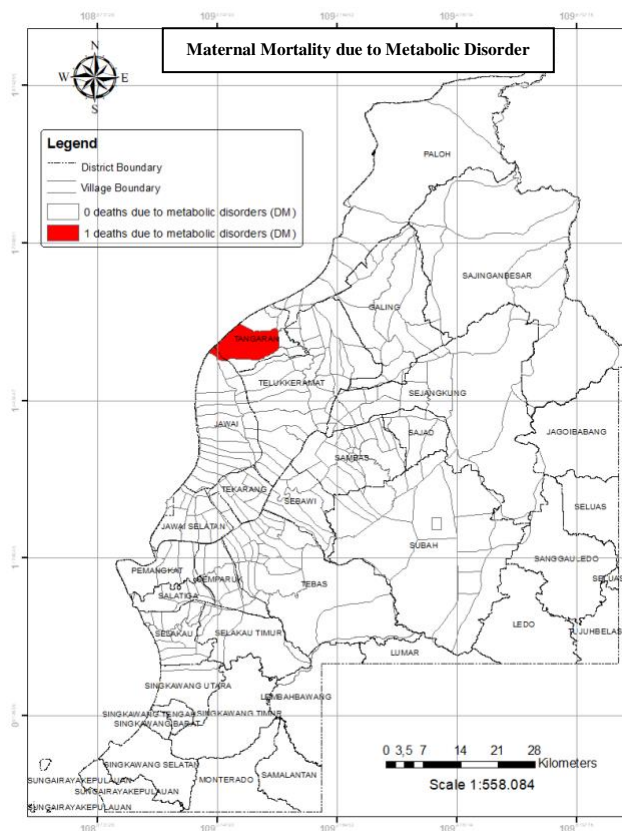 Maternal Mortality due to Metabolic Disorder
N
W
E
S
Legend
District Boundary
Village Boundary
0 deaths due to metabolic disorders (DM)
1 deaths due to metabolic disorders (DM)
PALOH
SAJINGANBESAR
GALING
TANGARAN
TELUKKERAMAT
SEJANGKUNG
JAWAI
SAJAD
JAGOIBABANG
SAMBAS
TEKARANG
SEBAWI
SELUAS
JAWAI SELATAN
SUBAH
SANGGAULEDO
PEMANGKAT
SEMPARUK
TEBAS
SELUAS
SALATIGA
LEDO
TUJUHBELAS
SELAKAU
SELAKAU TIMUR
LUMAR
SINGKAWANG UTARA
LEMBAHBAWANG
SINGKAWANG TENGAH
SINGKAWANG TIMUR
SINGKAWANG BARAT
SINGKAWANG SELATAN
SUNGAIRAYAKEPULAUAN
MONTERADO
SAMALANTAN
SUNGAIRAYAKEPULAUAN
SUNGAIRAYAKEPULAUAN
0 3,5 7 14 21 28
Kilometers
Scale 1:558.084